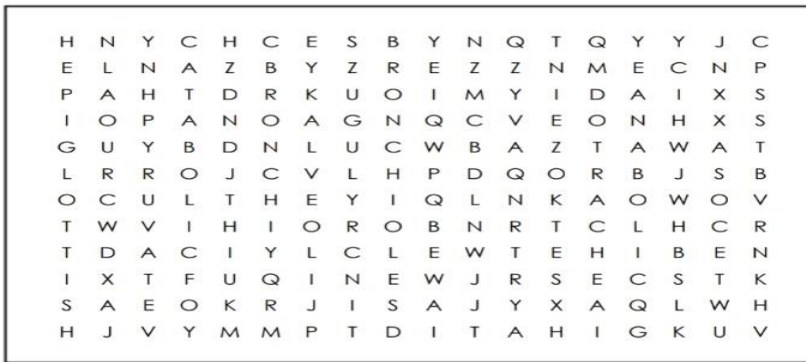 H N Y C H C E S B Y N Q T Q Y Y J C
E L N A Z B Y Z R E Z Z N M E C N P
P A H T D R K U O I M Y I D A I X S
I O P A N O A G N Q C V E O N H X S
G U Y B D N L U C W B A Z T A W A T
L R R O J C V L H P D Q O R B J S B
O C U L T H E Y I Q L N K A O W O V
T W V I H I O R O B N R T C L H C R
T D A C I Y L C L E W T E H I B E N
I X T F U Q I N E W J R S E C S T K
S A E O K R J I S A J Y X A Q L W H
H J V Y M M P T D I T A H I G K U V